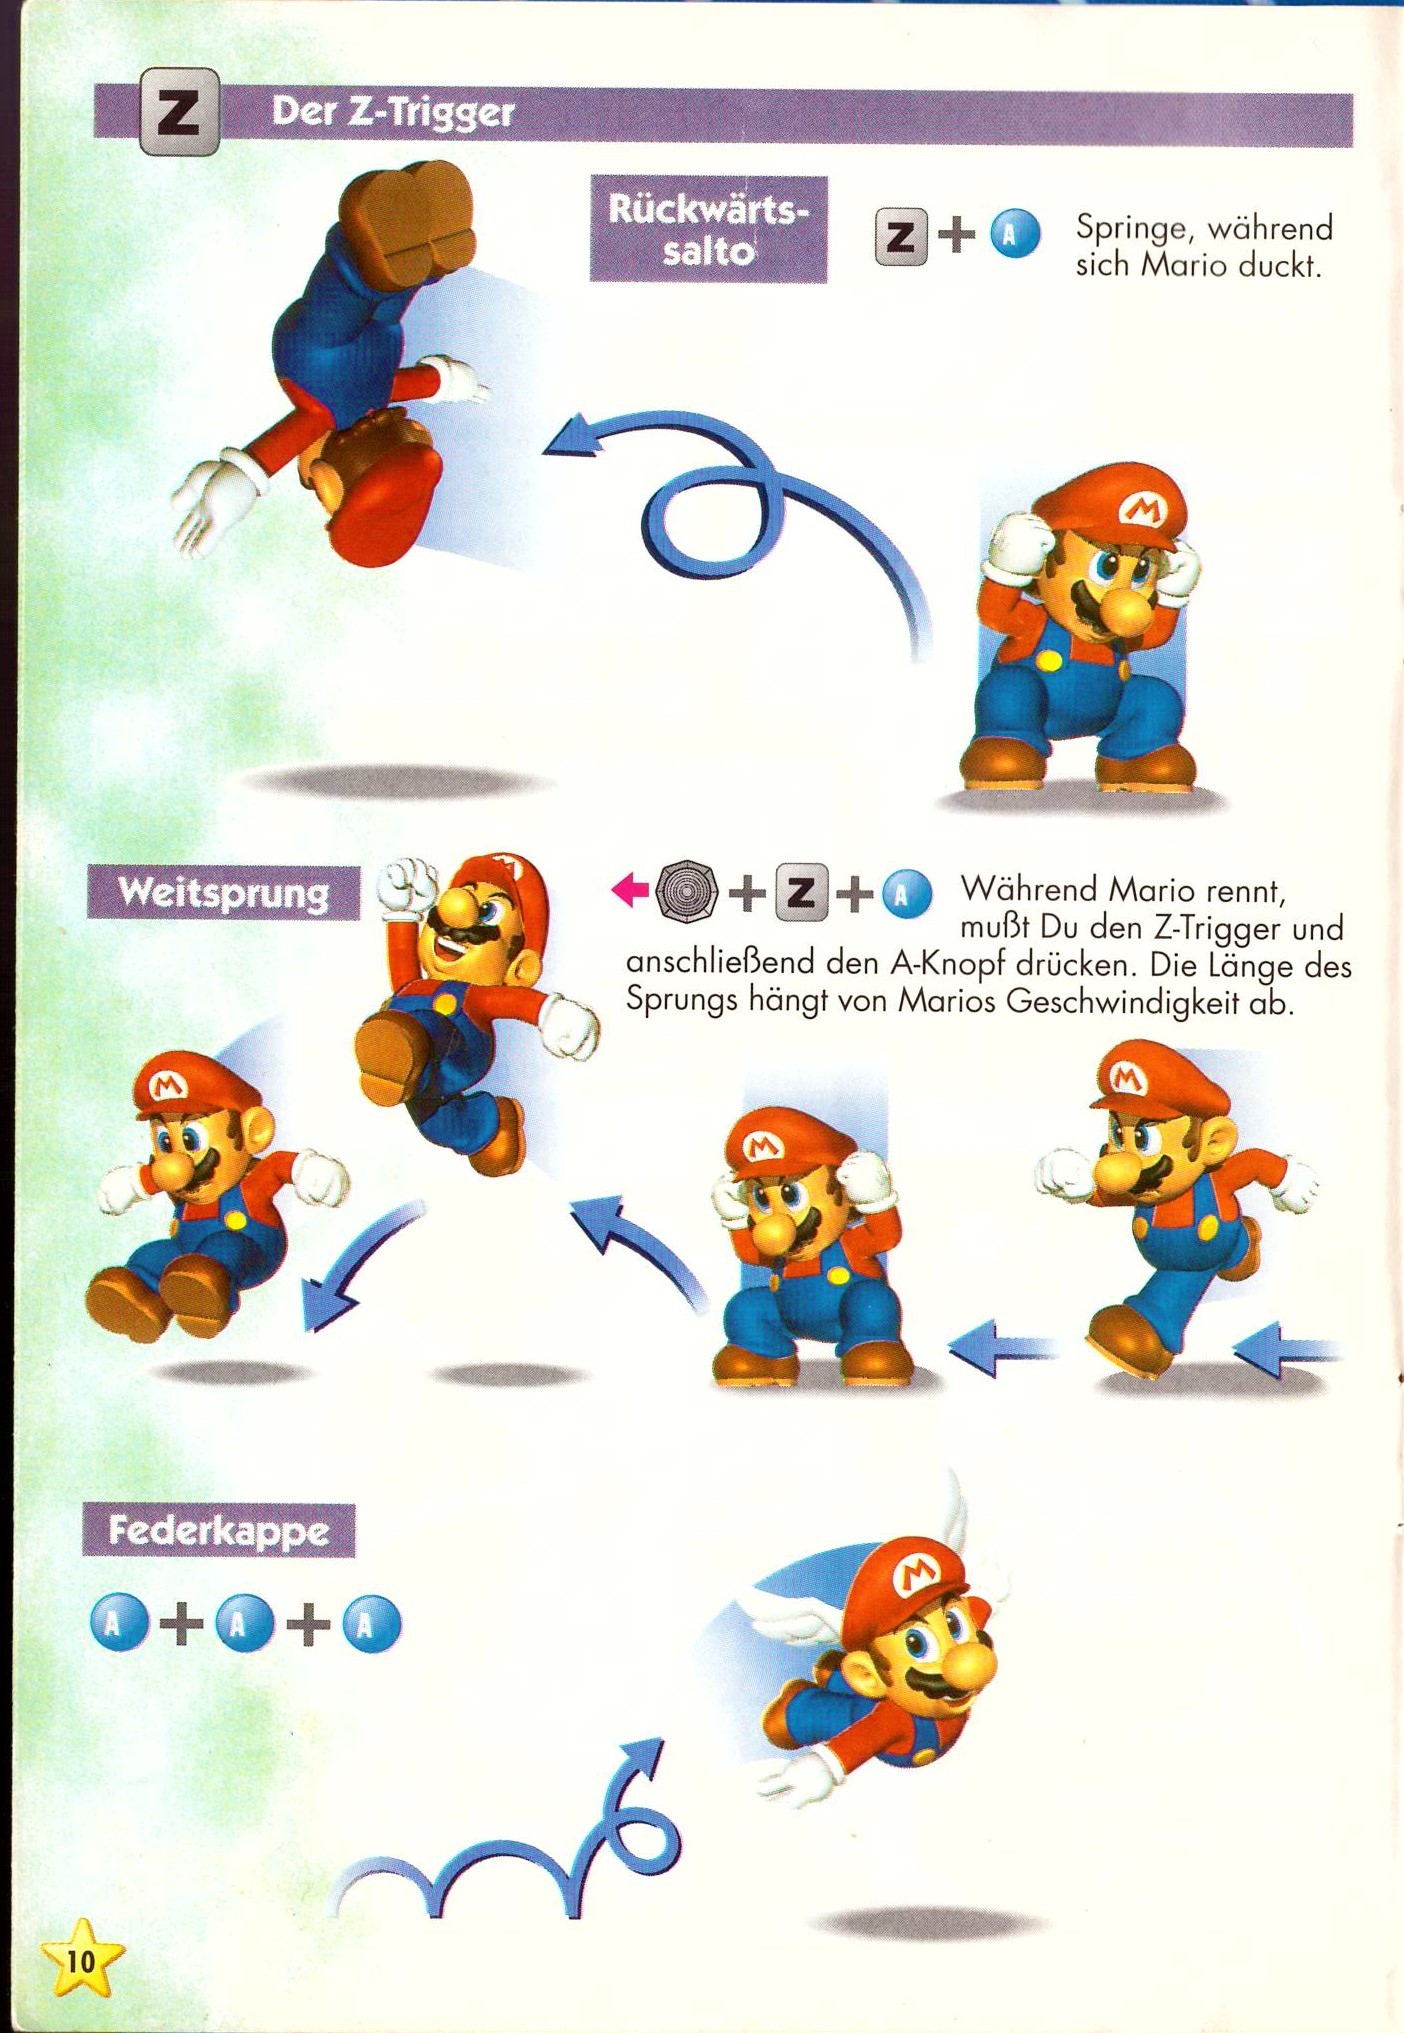 Z Der Z-Trigger
Rückwärts-
salto
Z + A
Springe, während
sich Mario duckt.
M
Weitsprung
M
+ Z + A
Während Mario rennt,
mußt Du den Z-Trigger und
anschließend den A-Knopf drücken. Die Länge des
Sprungs hängt von Marios Geschwindigkeit ab.
M
M
M
Federkappe
A + A + A
M
10